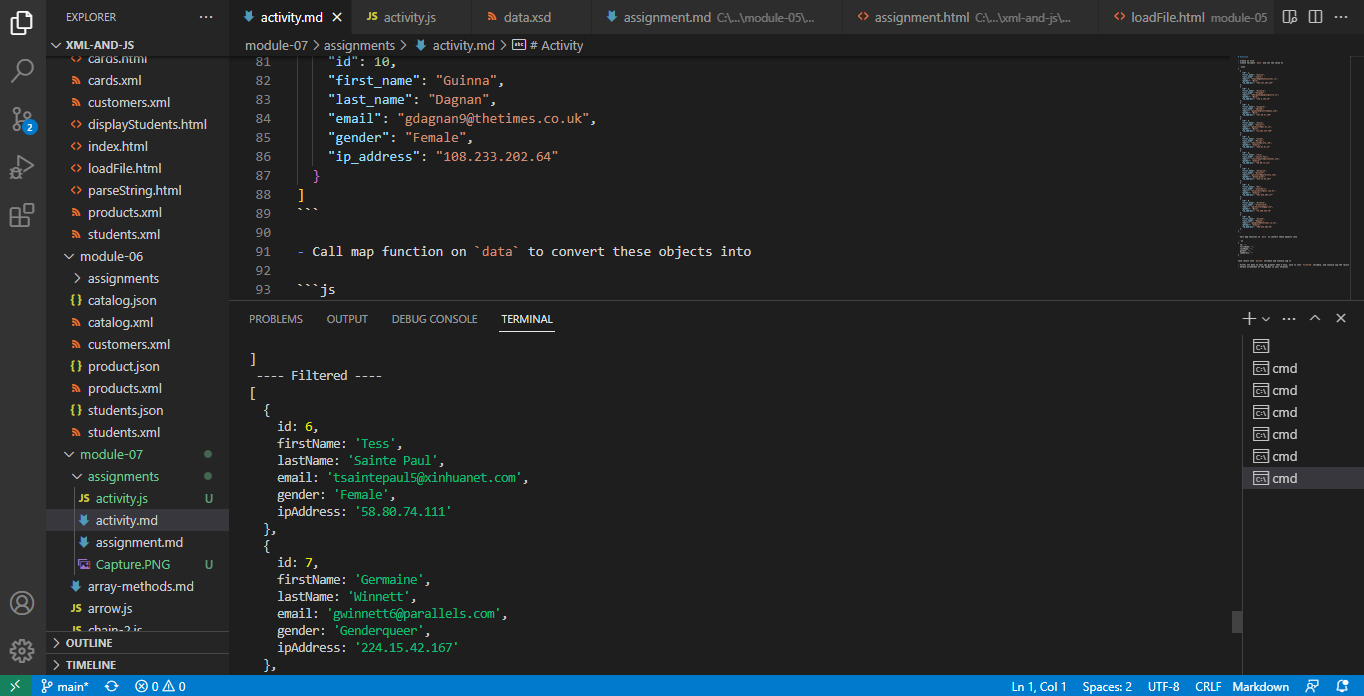 EXPLORER
XML-AND-JS
cards.html
cards.xml
customers.xml
displayStudents.html
index.html
loadFile.html
parseString.html
products.xml
students.xml
module-06
assignments
catalog.json
catalog.xml
customers.xml
product.json
products.xml
students.json
students.xml
module-07
assignments
activity.js U
activity.md
assignment.md
Capture.PNG U
array-methods.md
arrow.js
chain-2.js
OUTLINE
TIMELINE
activity.md activity.js data.xsd assignment.md C:\...\module-05\... assignment.html C:\...\xml-and-js\... loadFile.html module-05
module-07 > assignments > activity.md > # Activity
81 "id": 10,
82 "first_name": "Guinna",
83 "last_name": "Dagnan",
84 "email": "gdagnan9@thetimes.co.uk",
85 "gender": "Female",
86 "ip_address": "108.233.202.64"
87 }
88 ]
89 ```
90
91 - Call map function on `data` to convert these objects into
92
93 ```js
PROBLEMS OUTPUT DEBUG CONSOLE TERMINAL
]
---- Filtered ----
[
{
id: 6,
firstName: 'Tess',
lastName: 'Sainte Paul',
email: 'tsaintepaul5@xinhuanet.com',
gender: 'Female',
ipAddress: '58.80.74.111'
},
{
id: 7,
firstName: 'Germaine',
lastName: 'Winnett',
email: 'gwinnett6@parallels.com',
gender: 'Genderqueer',
ipAddress: '224.15.42.167'
},
cmd
cmd
cmd
cmd
cmd
cmd
2
main* 0 0 Ln 1, Col 1 Spaces: 2 UTF-8 CRLF Markdown